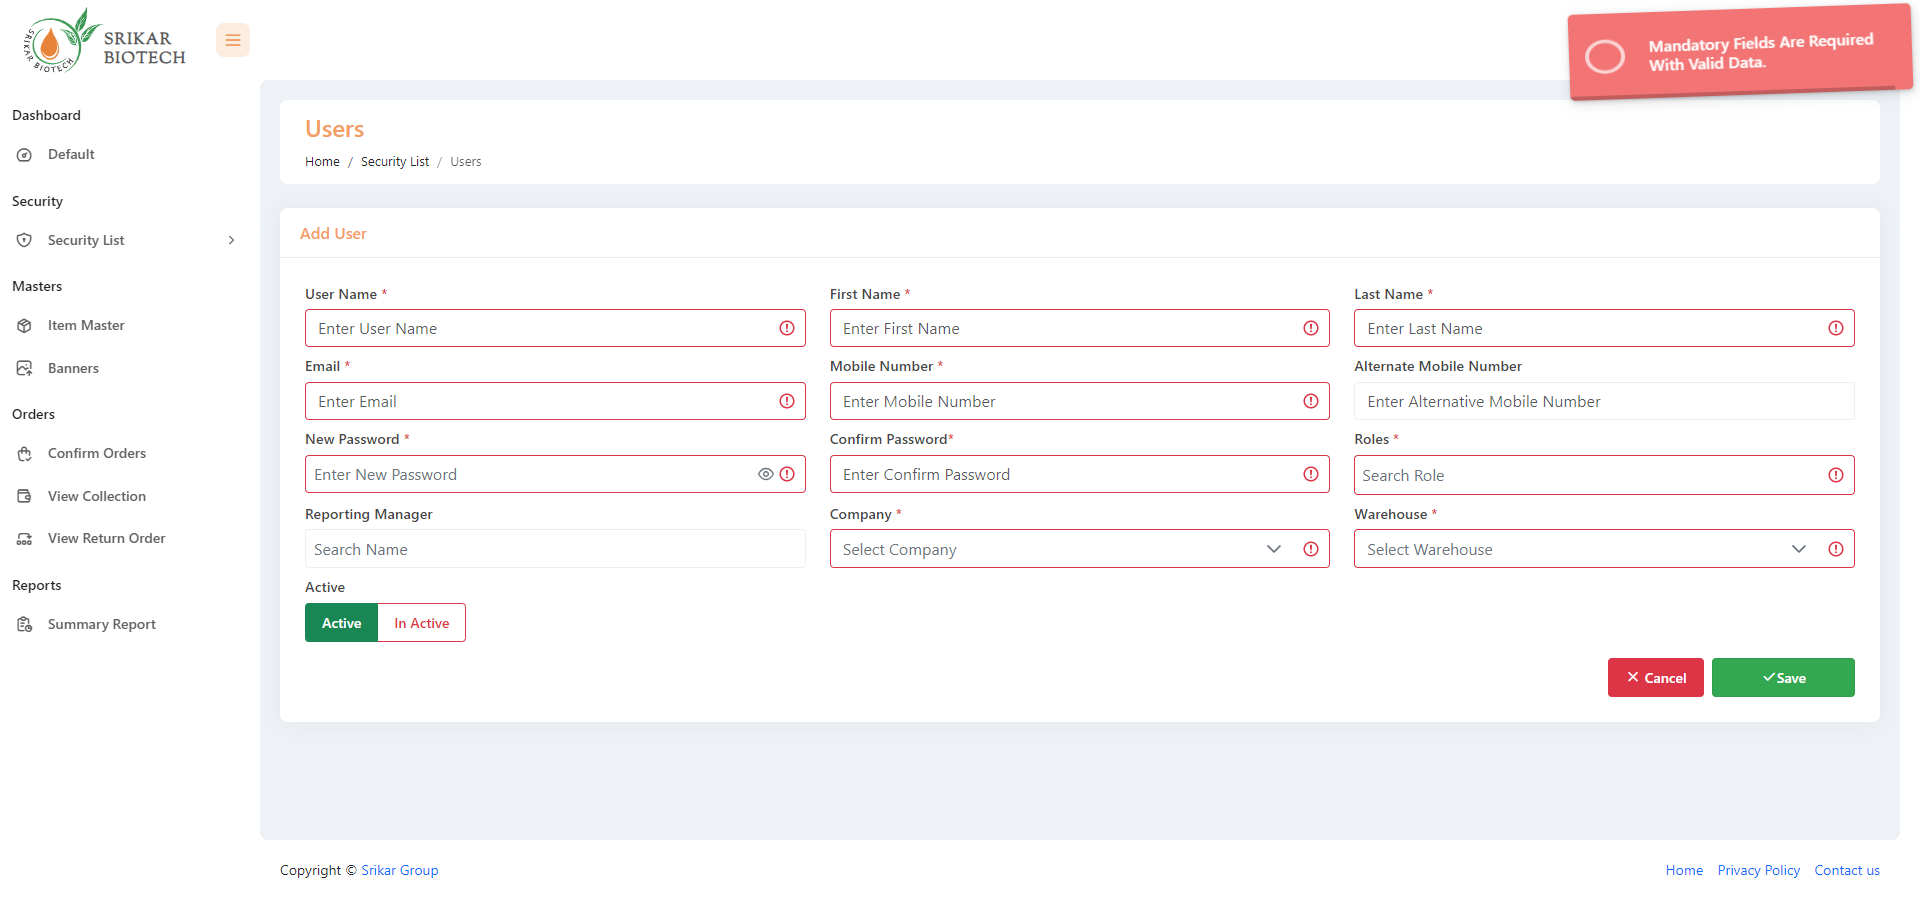 SRIKAR BIOTECH
SRIKAR
BIOTECH
Mandatory Fields Are Required
With Valid Data.
Dashboard
Default
Security
Security List
Masters
Item Master
Banners
Orders
Confirm Orders
View Collection
View Return Order
Reports
Summary Report
Users
Home / Security List / Users
Add User
User Name * First Name * Last Name *
Enter User Name Enter First Name Enter Last Name
Email * Mobile Number * Alternate Mobile Number
Enter Email Enter Mobile Number Enter Alternative Mobile Number
New Password * Confirm Password* Roles *
Enter New Password Enter Confirm Password Search Role
Reporting Manager Company * Warehouse *
Search Name Select Company Select Warehouse
Active
Active In Active
Cancel Save
Copyright © Srikar Group Home Privacy Policy Contact us